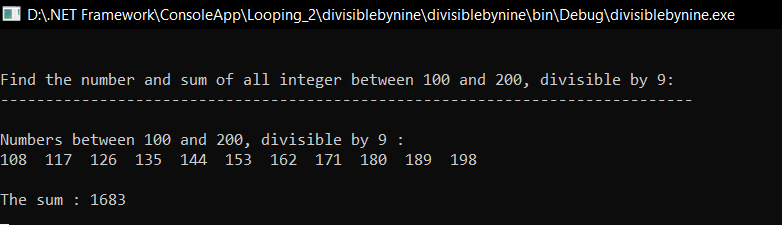 D:\.NET Framework\ConsoleApp\Looping_2\divisiblebynine\divisiblebynine\bin\Debug\divisiblebynine.exe
Find the number and sum of all integer between 100 and 200, divisible by 9:
-----------------------------------------------------------------------------
Numbers between 100 and 200, divisible by 9 :
108  117  126  135  144  153  162  171  180  189  198
The sum : 1683